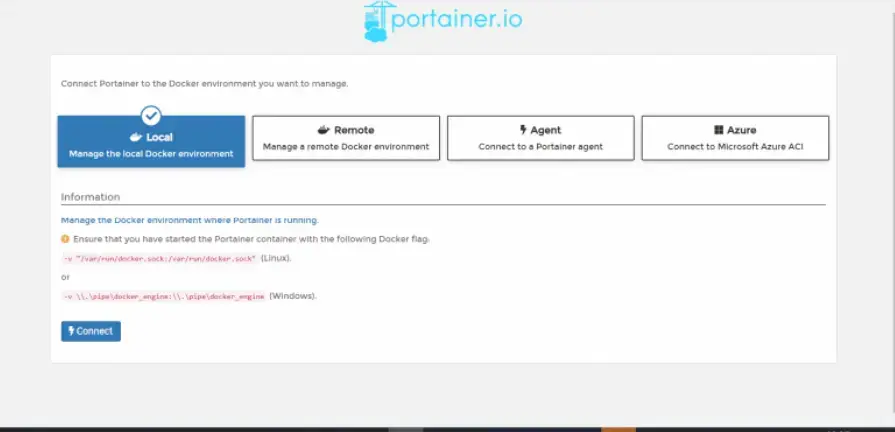 portainer.io
Connect Portainer to the Docker environment you want to manage.
Local
Manage the local Docker environment
Remote
Manage a remote Docker environment
Agent
Connect to a Portainer agent
Azure
Connect to Microsoft Azure ACI
Information
Manage the Docker environment where Portainer is running.
Ensure that you have started the Portainer container with the following Docker flag:
-v "/var/run/docker.sock:/var/run/docker.sock" (Linux).
or
-v \\.\pipe\docker_engine:\\.\pipe\docker_engine (Windows).
Connect